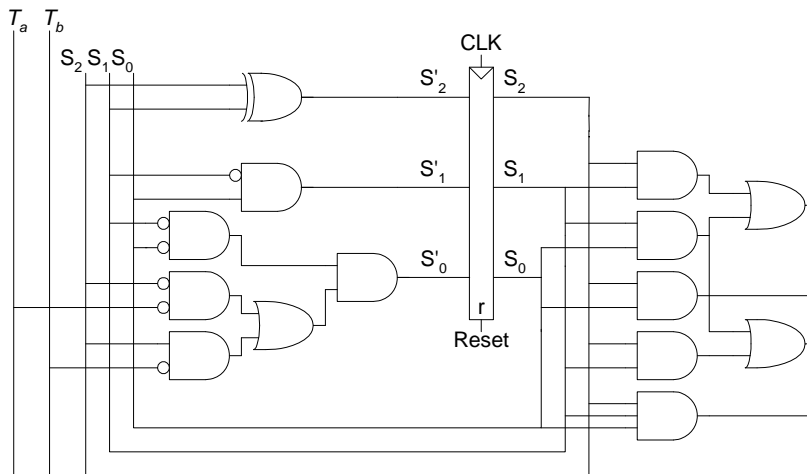 Ta Tb
S2 S1 S0
CLK
S'2 S2
S'1 S1
S'0 S0
r
Reset